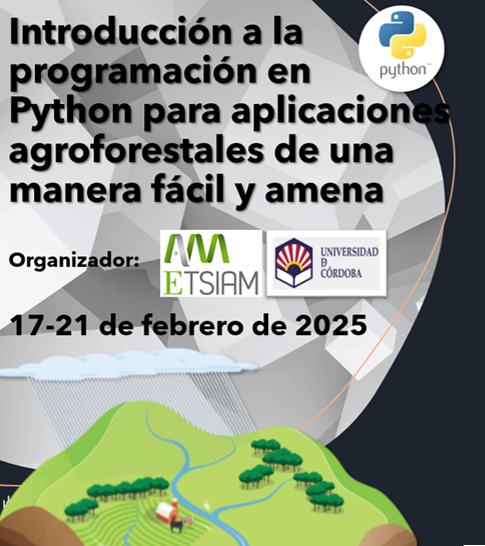 Introducción a la
programación en
Python para aplicaciones
agroforestales de una
manera fácil y amena
python™
Organizador:
AM
ETSIAM
UNIVERSIDAD
D
CÓRDOBA
17-21 de febrero de 2025